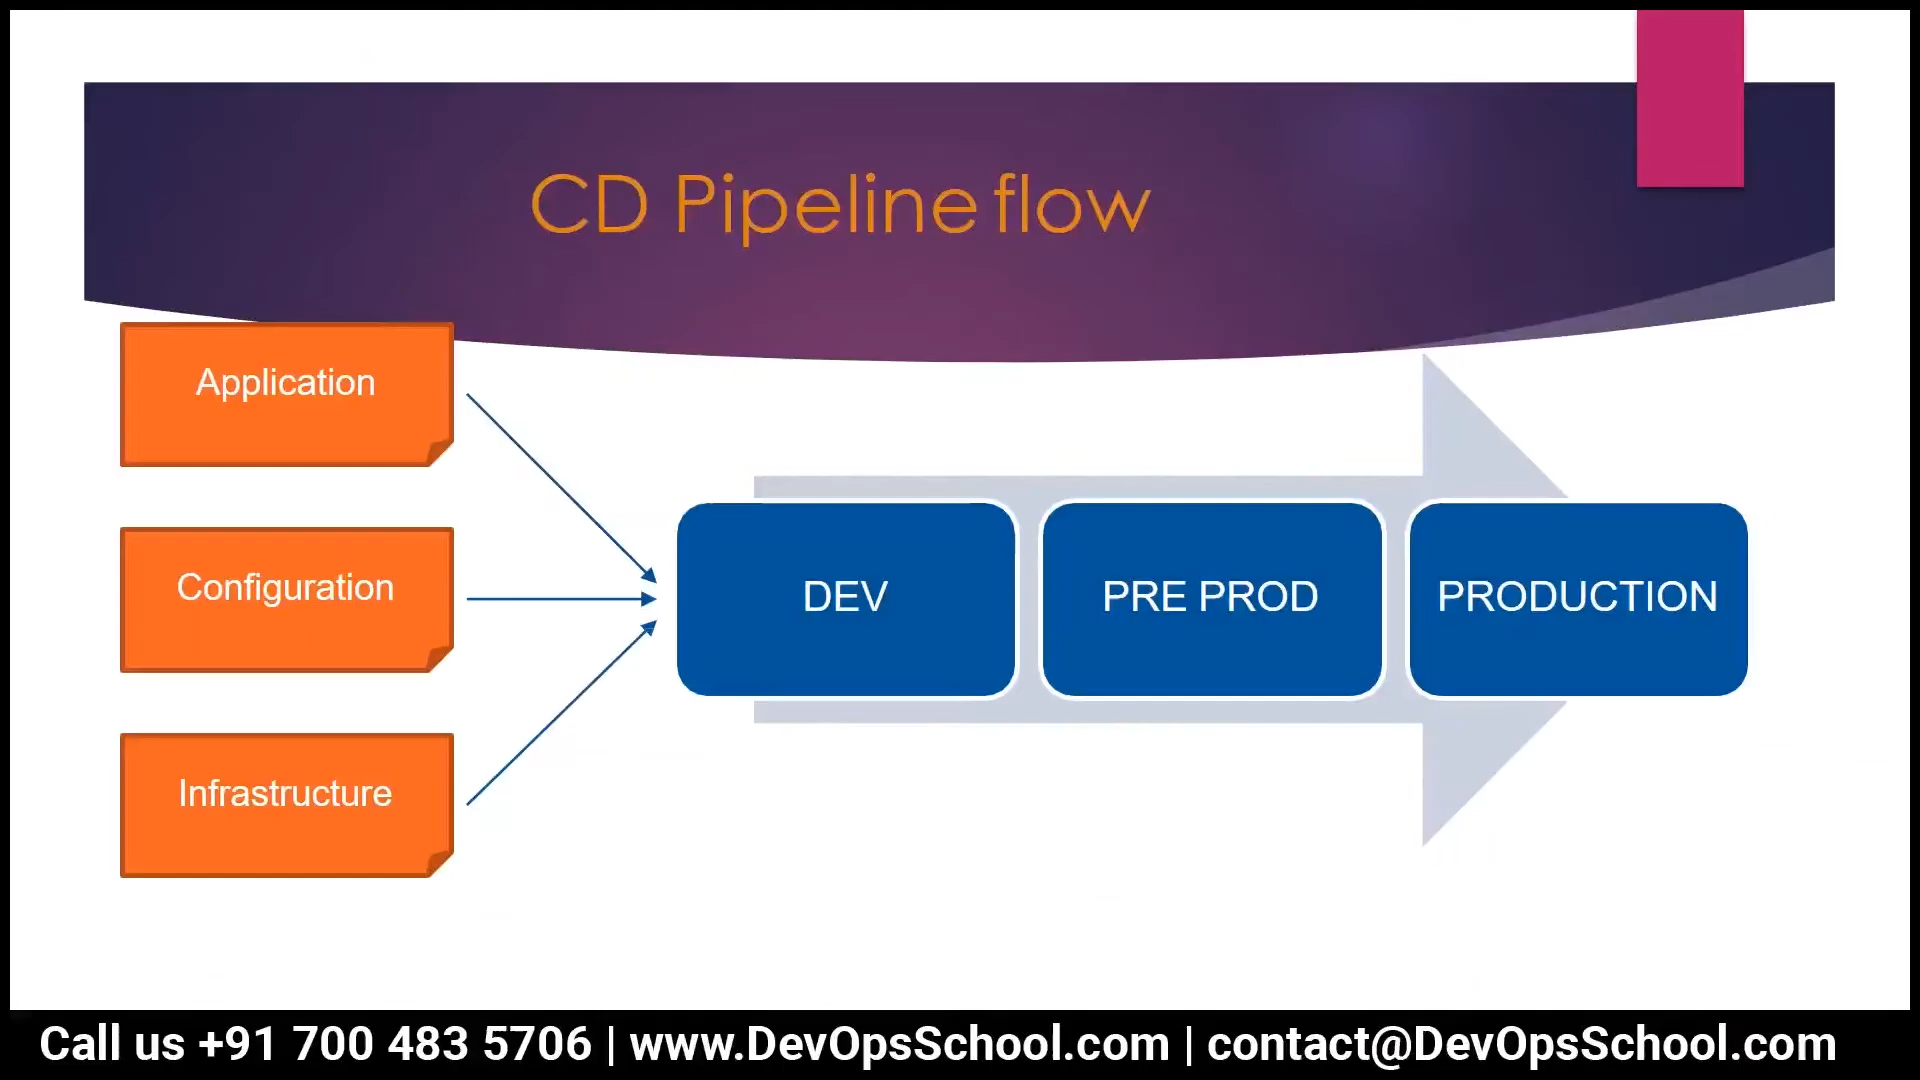 CD Pipeline flow
Application
Configuration
Infrastructure
DEV
PRE PROD
PRODUCTION
Call us +91 700 483 5706 | www.DevOpsSchool.com | contact@DevOpsSchool.com